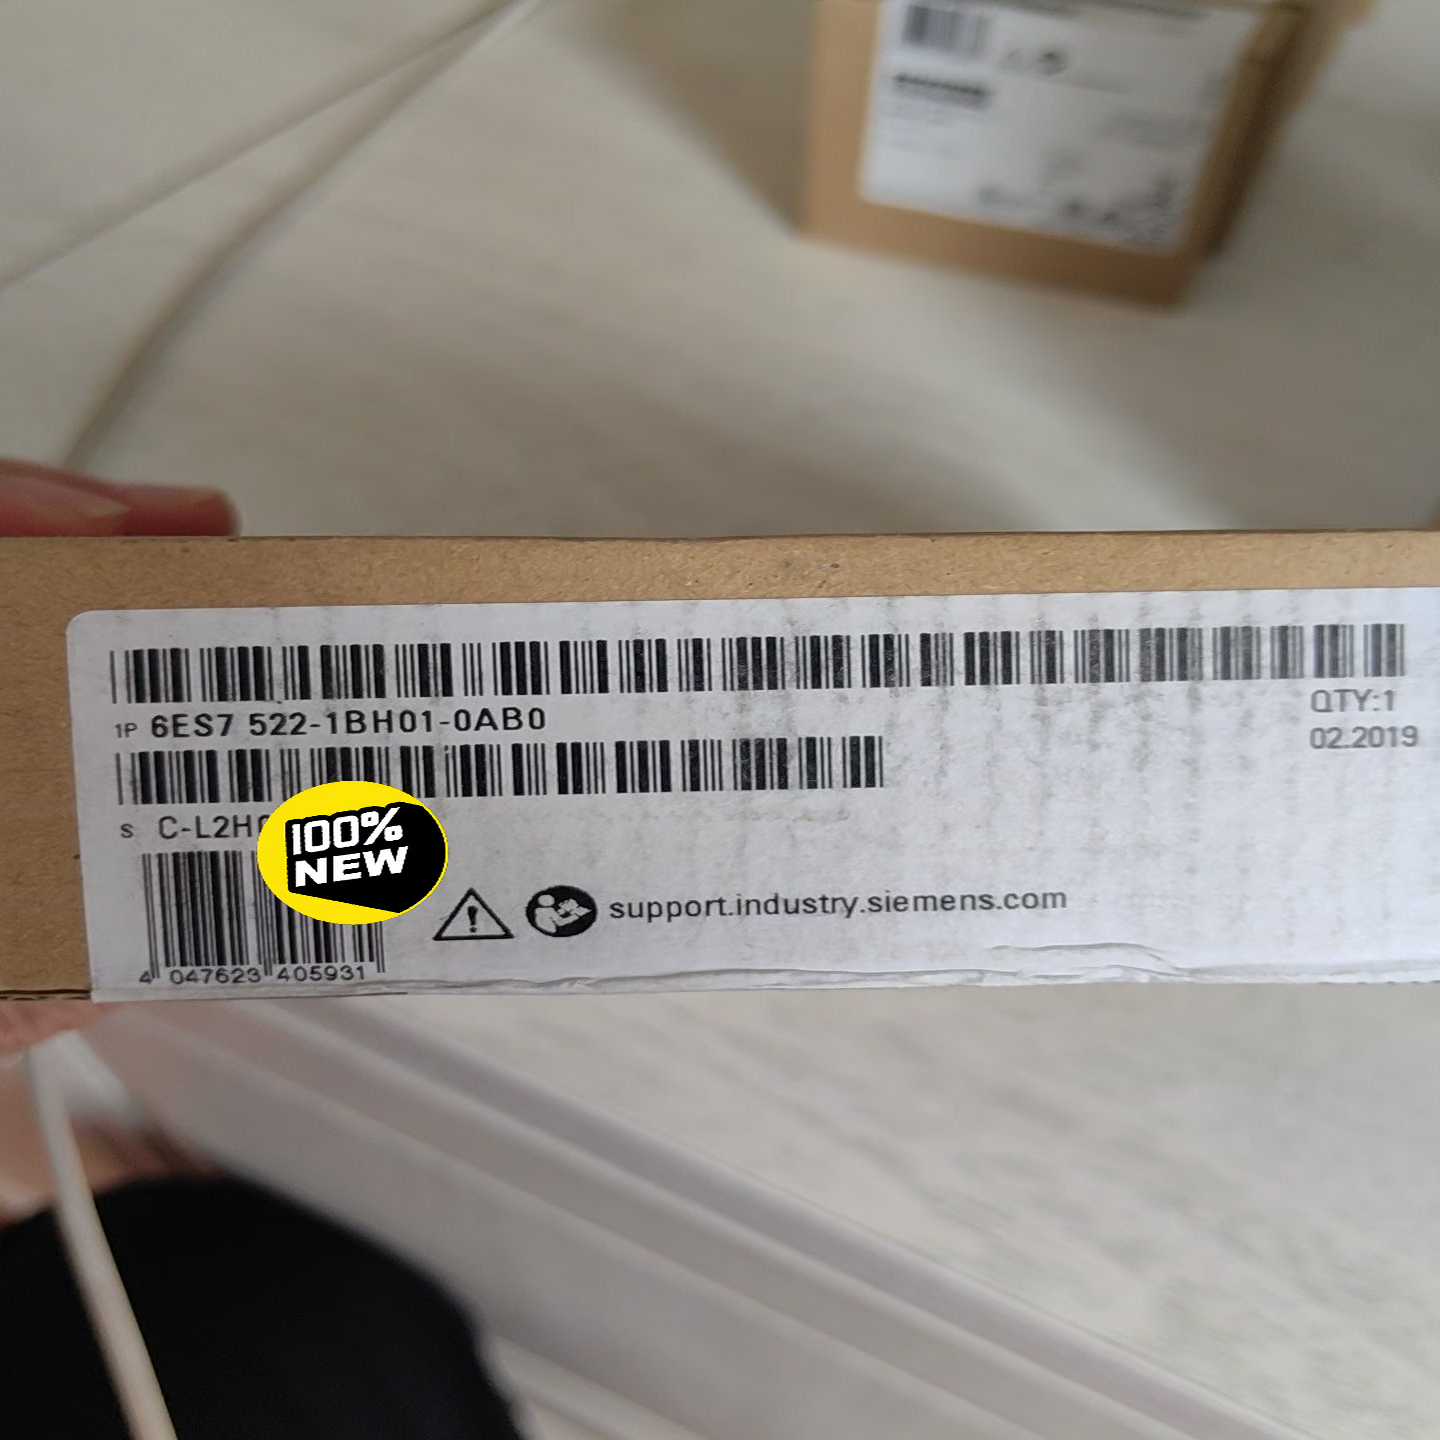 1P 6ES7 522-1BH01-0AB0
QTY:1
02.2019
S C-L2H
100%
NEW
support.industry.siemens.com
4 047623 405931